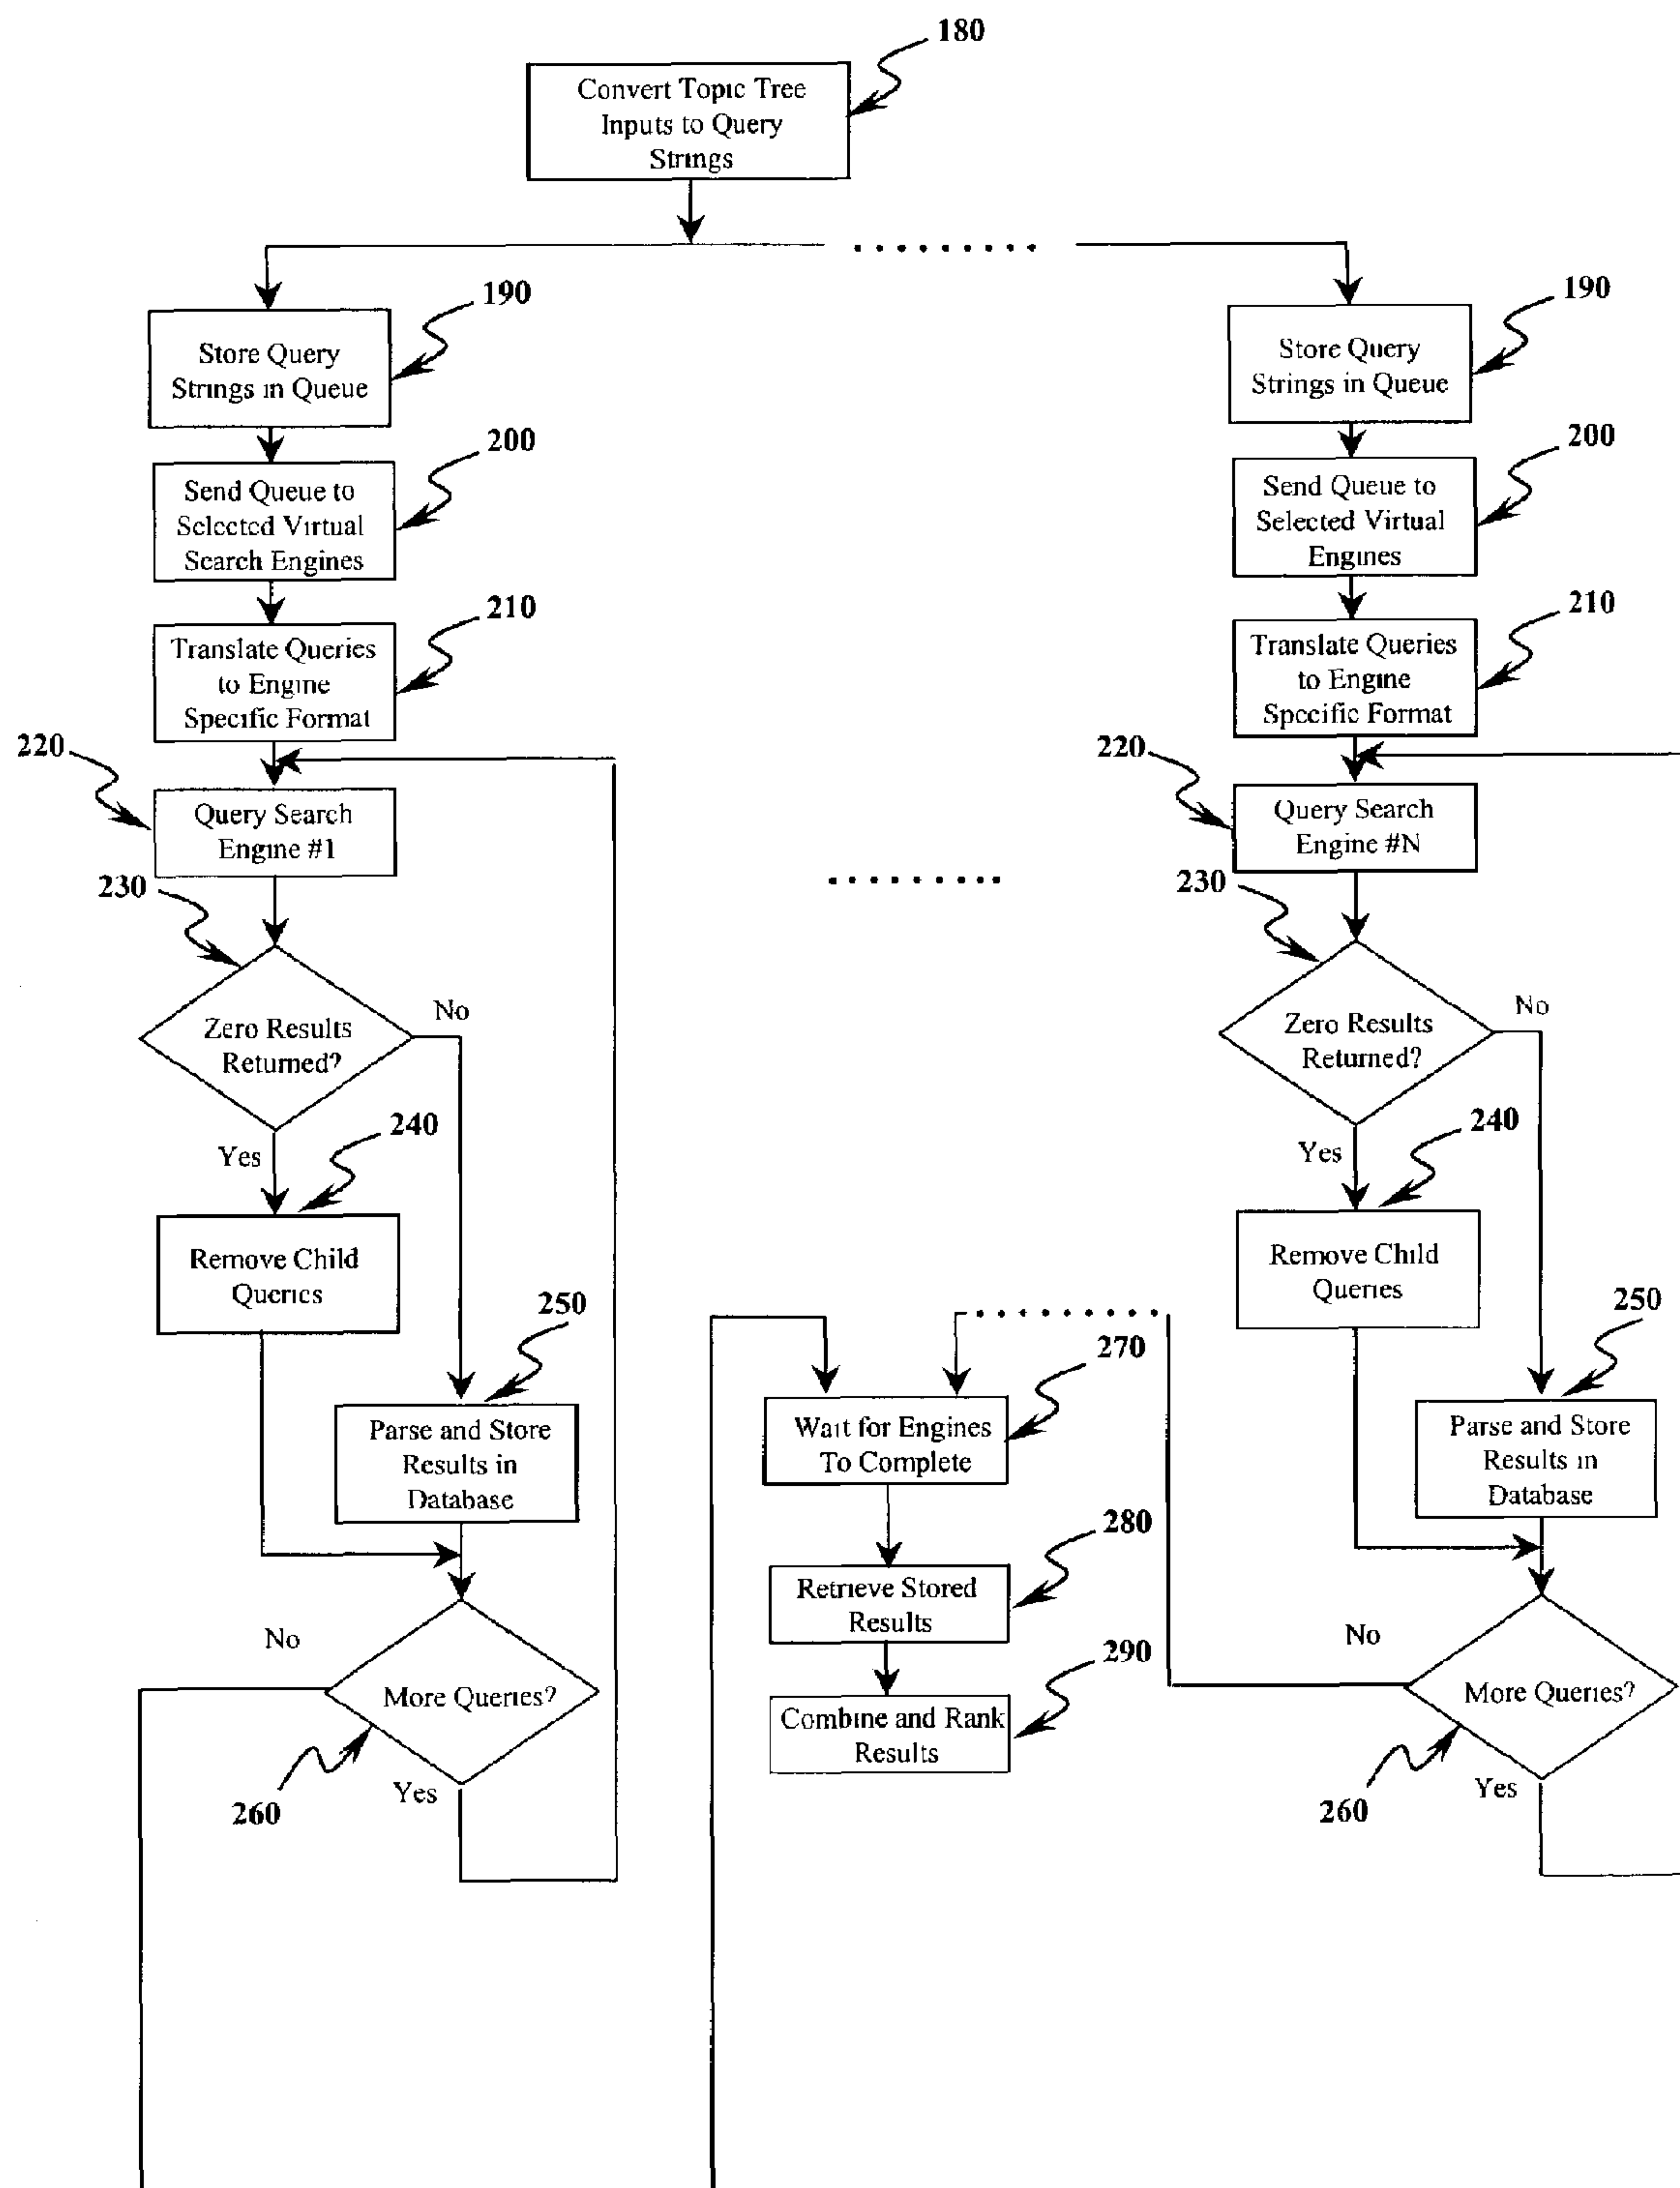 180
Convert Topic Tree
Inputs to Query
Strings
190
Store Query
Strings in Queue
200
Send Queue to
Selected Virtual
Search Engines
210
Translate Queries
to Engine
Specific Format
220
Query Search
Engine #1
230
Zero Results
Returned?
No
Yes
240
Remove Child
Queries
250
Parse and Store
Results in
Database
No
More Queries?
Yes
260
270
Wait for Engines
To Complete
280
Retrieve Stored
Results
290
Combine and Rank
Results
190
Store Query
Strings in Queue
200
Send Queue to
Selected Virtual
Engines
210
Translate Queries
to Engine
Specific Format
220
Query Search
Engine #N
230
Zero Results
Returned?
No
Yes
240
Remove Child
Queries
250
Parse and Store
Results in
Database
No
More Queries?
Yes
260